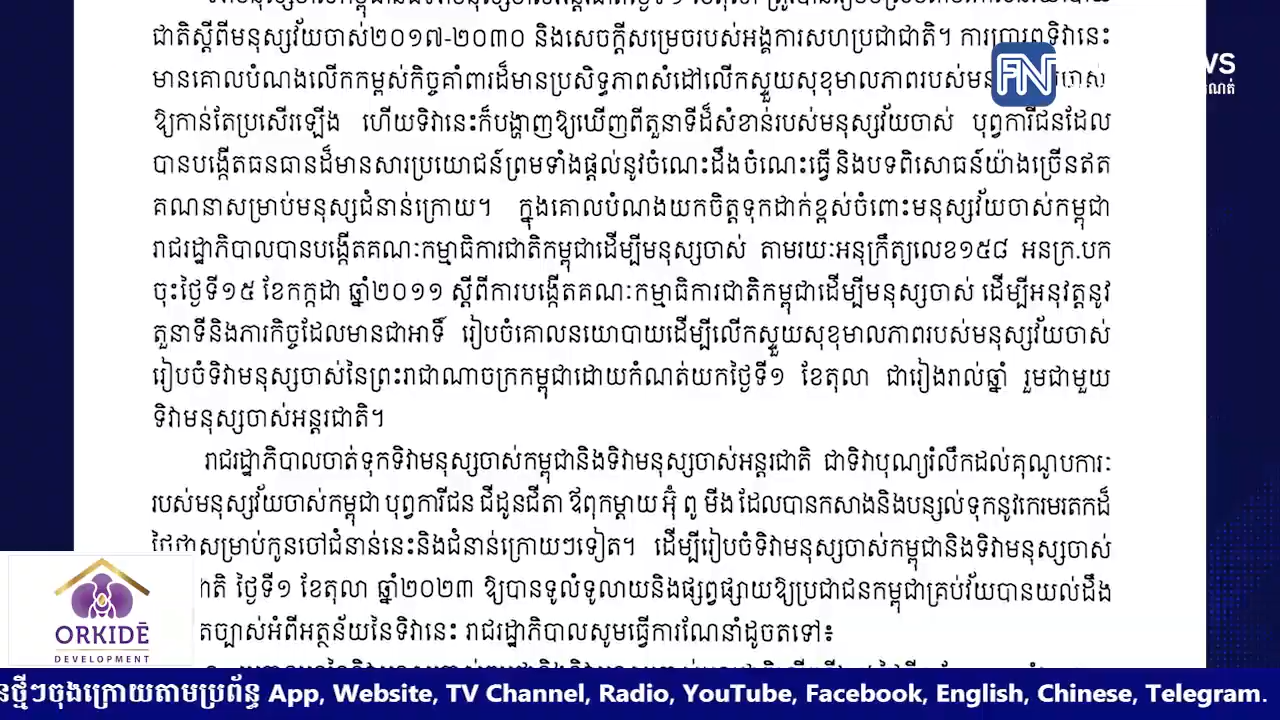 ជាតិស្តីពីមនុស្សវ័យចាស់២០១៧-២០៣០ និងសេចក្តីសម្រេចរបស់អង្គការសហប្រជាជាតិ។ ការប្រារព្ធទិវានេះ
មានគោលបំណងលើកកម្ពស់កិច្ចគាំពារដ៏មានប្រសិទ្ធភាពសំដៅលើកស្ទួយសុខុមាលភាពរបស់មនុ
ឱ្យកាន់តែប្រសើរឡើង ហើយទិវានេះក៏បង្ហាញឱ្យឃើញពីតួនាទីដ៏សំខាន់របស់មនុស្សវ័យចាស់ បុព្វការីជនដែល
បានបង្កើតធនធានដ៏មានសារប្រយោជន៍ព្រមទាំងផ្តល់នូវចំណេះដឹងចំណេះធ្វើ និងបទពិសោធន៍យ៉ាងច្រើនឥត
គណនាសម្រាប់មនុស្សជំនាន់ក្រោយ។ ក្នុងគោលបំណងយកចិត្តទុកដាក់ខ្ពស់ចំពោះមនុស្សវ័យចាស់កម្ពុជា
រាជរដ្ឋាភិបាលបានបង្កើតគណៈកម្មាធិការជាតិកម្ពុជាដើម្បីមនុស្សចាស់ តាមរយៈអនុក្រឹត្យលេខ១៥៨ អនក្រ.បក
ចុះថ្ងៃទី១៥ ខែកក្កដា ឆ្នាំ២០១១ ស្តីពីការបង្កើតគណៈកម្មាធិការជាតិកម្ពុជាដើម្បីមនុស្សចាស់ ដើម្បីអនុវត្តនូវ
តួនាទីនិងភារកិច្ចដែលមានជាអាទិ៍ រៀបចំគោលនយោបាយដើម្បីលើកស្ទួយសុខុមាលភាពរបស់មនុស្សវ័យចាស់
រៀបចំទិវាមនុស្សចាស់នៃព្រះរាជាណាចក្រកម្ពុជាដោយកំណត់យកថ្ងៃទី១ ខែតុលា ជារៀងរាល់ឆ្នាំ រួមជាមួយ
ទិវាមនុស្សចាស់អន្តរជាតិ។
រាជរដ្ឋាភិបាលចាត់ទុកទិវាមនុស្សចាស់កម្ពុជានិងទិវាមនុស្សចាស់អន្តរជាតិ ជាទិវាបុណ្យរំលឹកដល់គុណូបការៈ
របស់មនុស្សវ័យចាស់កម្ពុជា បុព្វការីជន ជីដូនជីតា ឪពុកម្តាយ អ៊ុំ ពូ មីង ដែលបានកសាងនិងបន្សល់ទុកនូវកេរមរតកដ៏
ថ្លៃថ្លាសម្រាប់កូនចៅជំនាន់នេះនិងជំនាន់ក្រោយៗទៀត។ ដើម្បីរៀបចំទិវាមនុស្សចាស់កម្ពុជានិងទិវាមនុស្សចាស់
ាតិ ថ្ងៃទី១ ខែតុលា ឆ្នាំ២០២៣ ឱ្យបានទូលំទូលាយនិងផ្សព្វផ្សាយឱ្យប្រជាជនកម្ពុជាគ្រប់វ័យបានយល់ដឹង
តច្បាស់អំពីអត្ថន័យនៃទិវានេះ រាជរដ្ឋាភិបាលសូមធ្វើការណែនាំដូចតទៅ៖
FN
ORKIDĒ
DEVELOPMENT
នថ្មីៗចុងក្រោយតាមប្រព័ន្ធ App, Website, TV Channel, Radio, YouTube, Facebook, English, Chinese, Telegram.